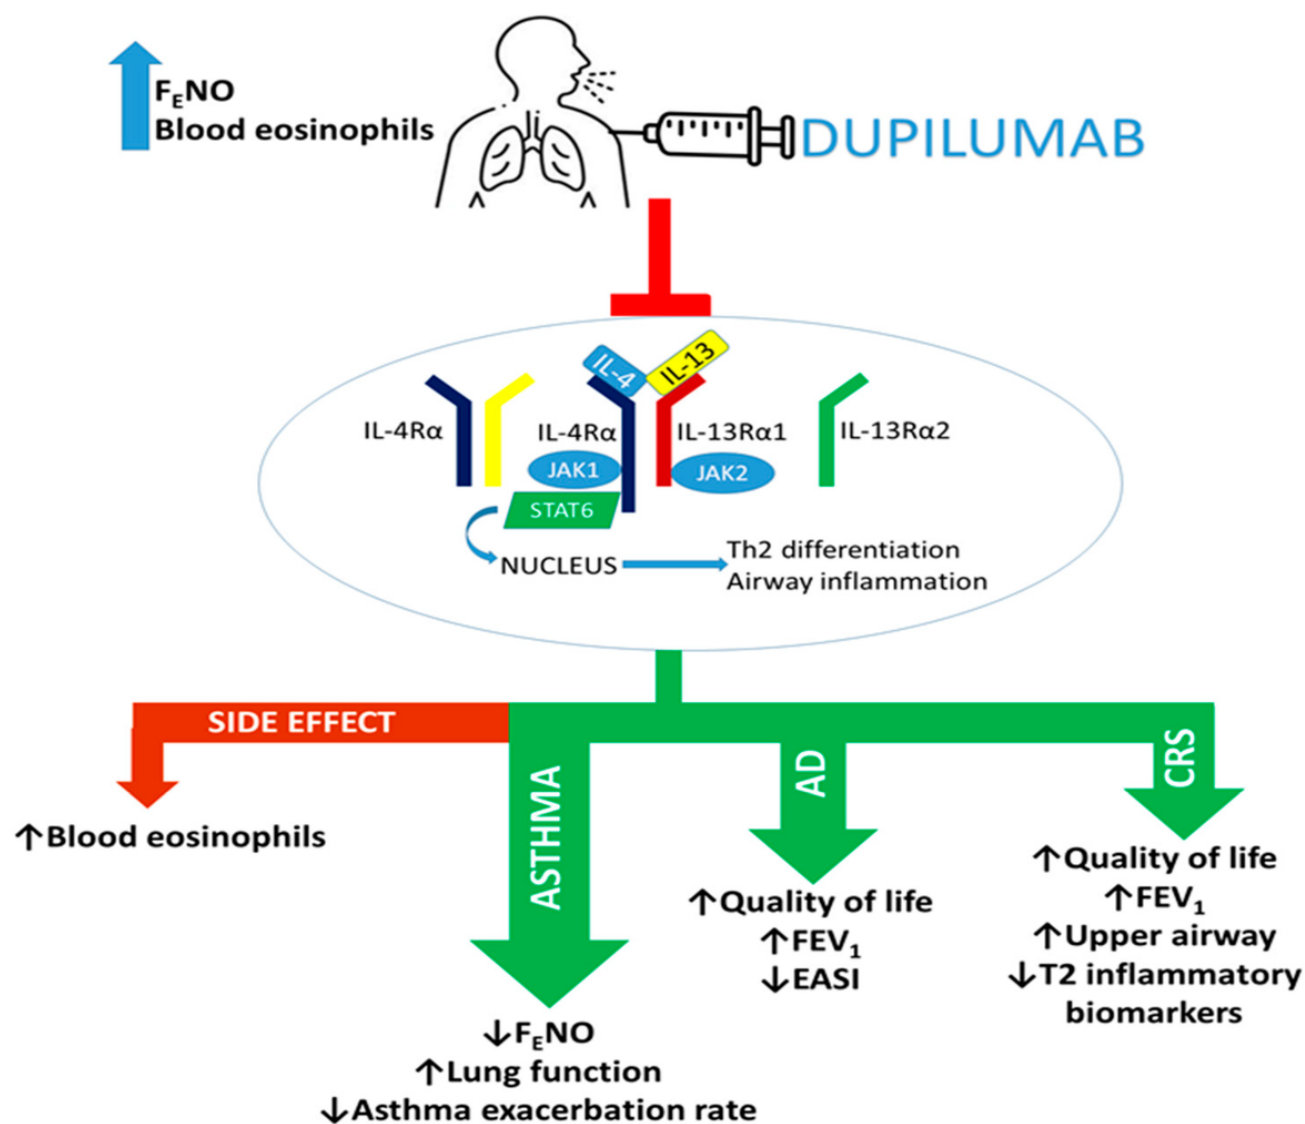 FENO
Blood eosinophils
DUPILUMAB
IL-4
IL-13
IL-4Rα
IL-4Rα
IL-13Rα1
IL-13Rα2
JAK1
JAK2
STAT6
NUCLEUS
Th2 differentiation
Airway inflammation
SIDE EFFECT
↑Blood eosinophils
ASTHMA
↓FENO
↑Lung function
↓Asthma exacerbation rate
AD
↑Quality of life
↑FEV1
↓EASI
CRS
↑Quality of life
↑FEV1
↑Upper airway
↓T2 inflammatory
biomarkers